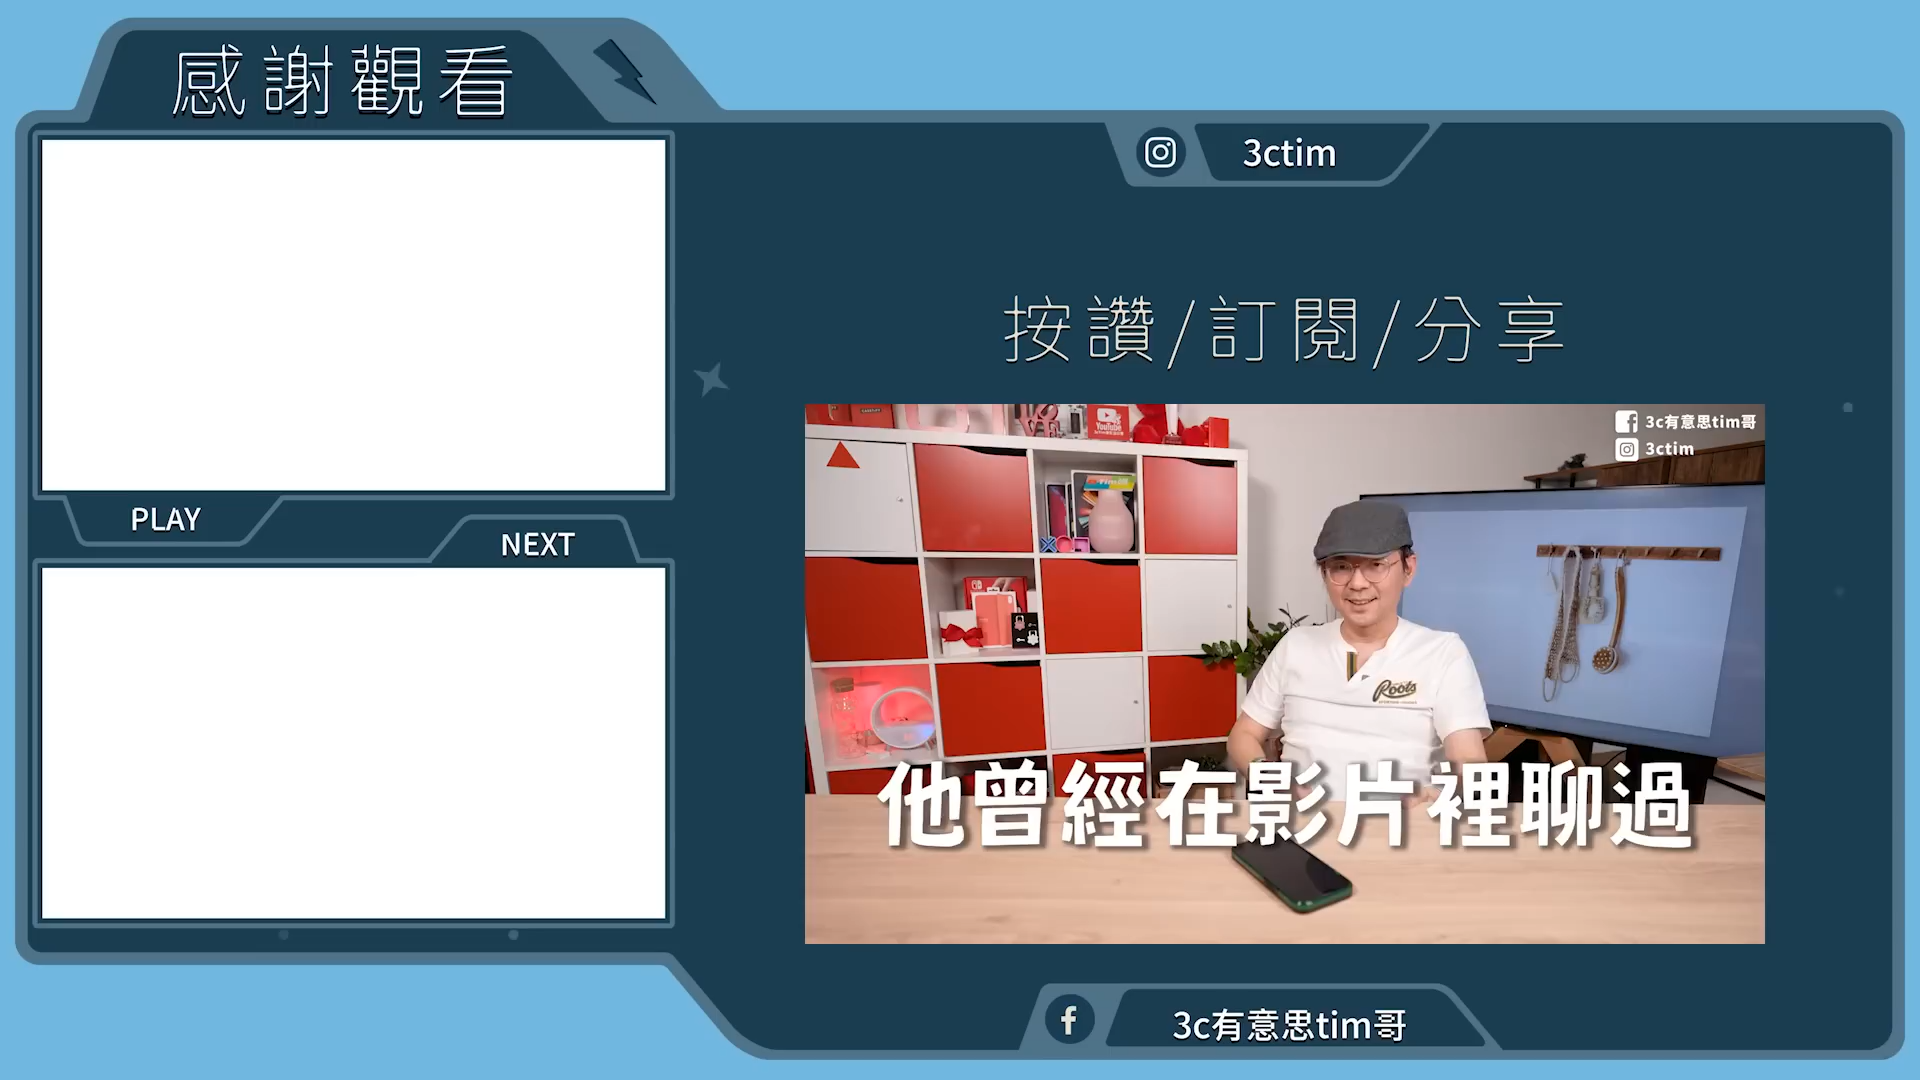 感謝觀看
3ctim
按讚/訂閱/分享
PLAY
NEXT
3c有意思tim哥
3ctim
YouTube
Roots
他曾經在影片裡聊過
3c有意思tim哥